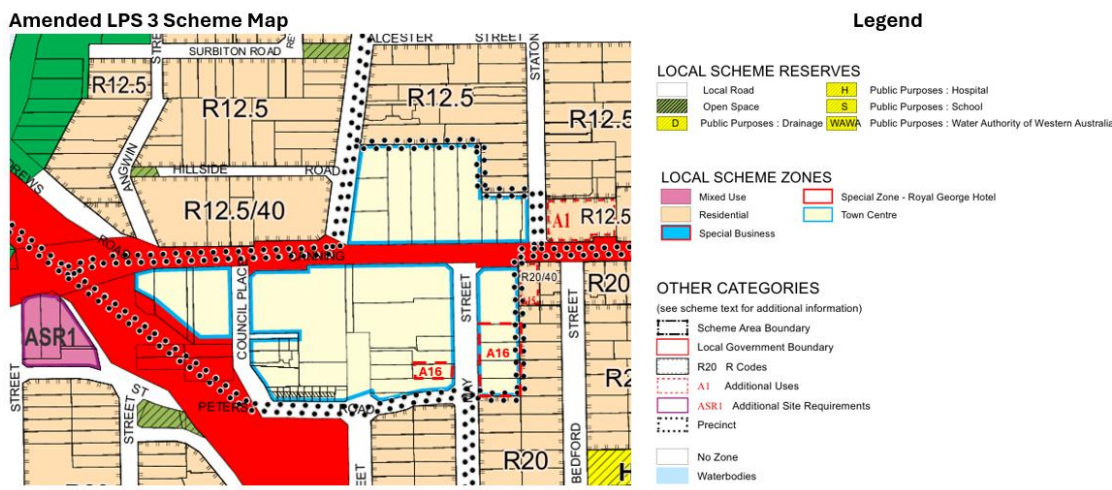 Amended LPS 3 Scheme Map
Legend
SURBITON ROAD
ALCESTER STREET
STATON
R12.5
R12.5
R12.5
R12.5
ANGWIN
HILLSIDE ROAD
R12.5/40
A1
R12.5
ROAD
CANNING
R20/40
R20
COUNCIL PLACE
STREET
STREET
ASR1
A16
A16
STREET
ST
STREET
PETERS
ROAD
R20
BEDFORD
H
LOCAL SCHEME RESERVES
Local Road
Open Space
D Public Purposes : Drainage
H Public Purposes : Hospital
S Public Purposes : School
WAWA Public Purposes : Water Authority of Western Australia
LOCAL SCHEME ZONES
Mixed Use
Residential
Special Business
Special Zone - Royal George Hotel
Town Centre
OTHER CATEGORIES
(see scheme text for additional information)
Scheme Area Boundary
Local Government Boundary
R20 R Codes
A1 Additional Uses
ASR1 Additional Site Requirements
Precinct
No Zone
Waterbodies